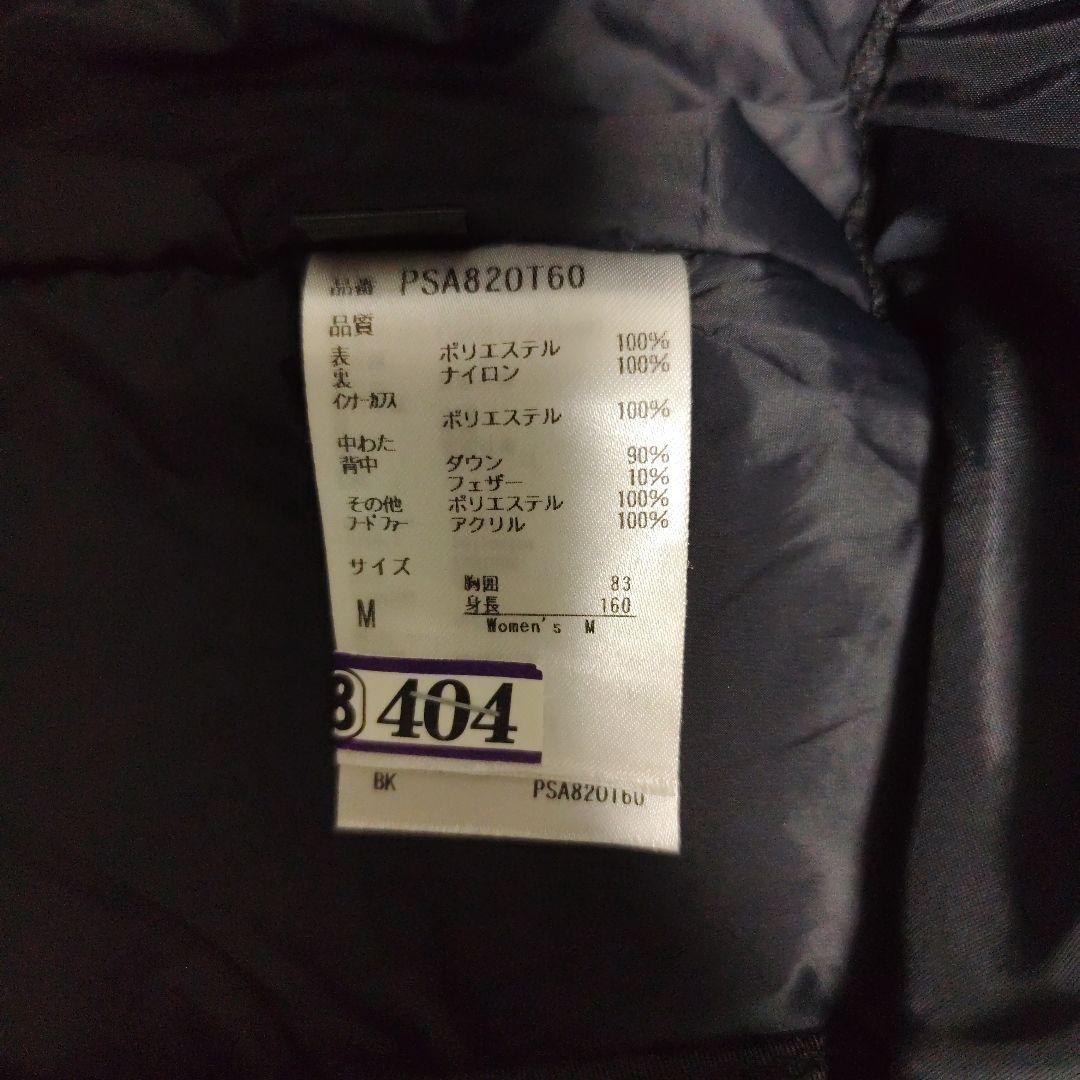 品番 PSA820T60
品質
表 ポリエステル 100%
裏 ナイロン 100%
インナーカフス
ポリエステル 100%
中わた
背中 ダウン 90%
フェザー 10%
その他 ポリエステル 100%
フードファー アクリル 100%
サイズ
胸囲 83
M 身長 160
Women's M
8 404
BK PSA820T60